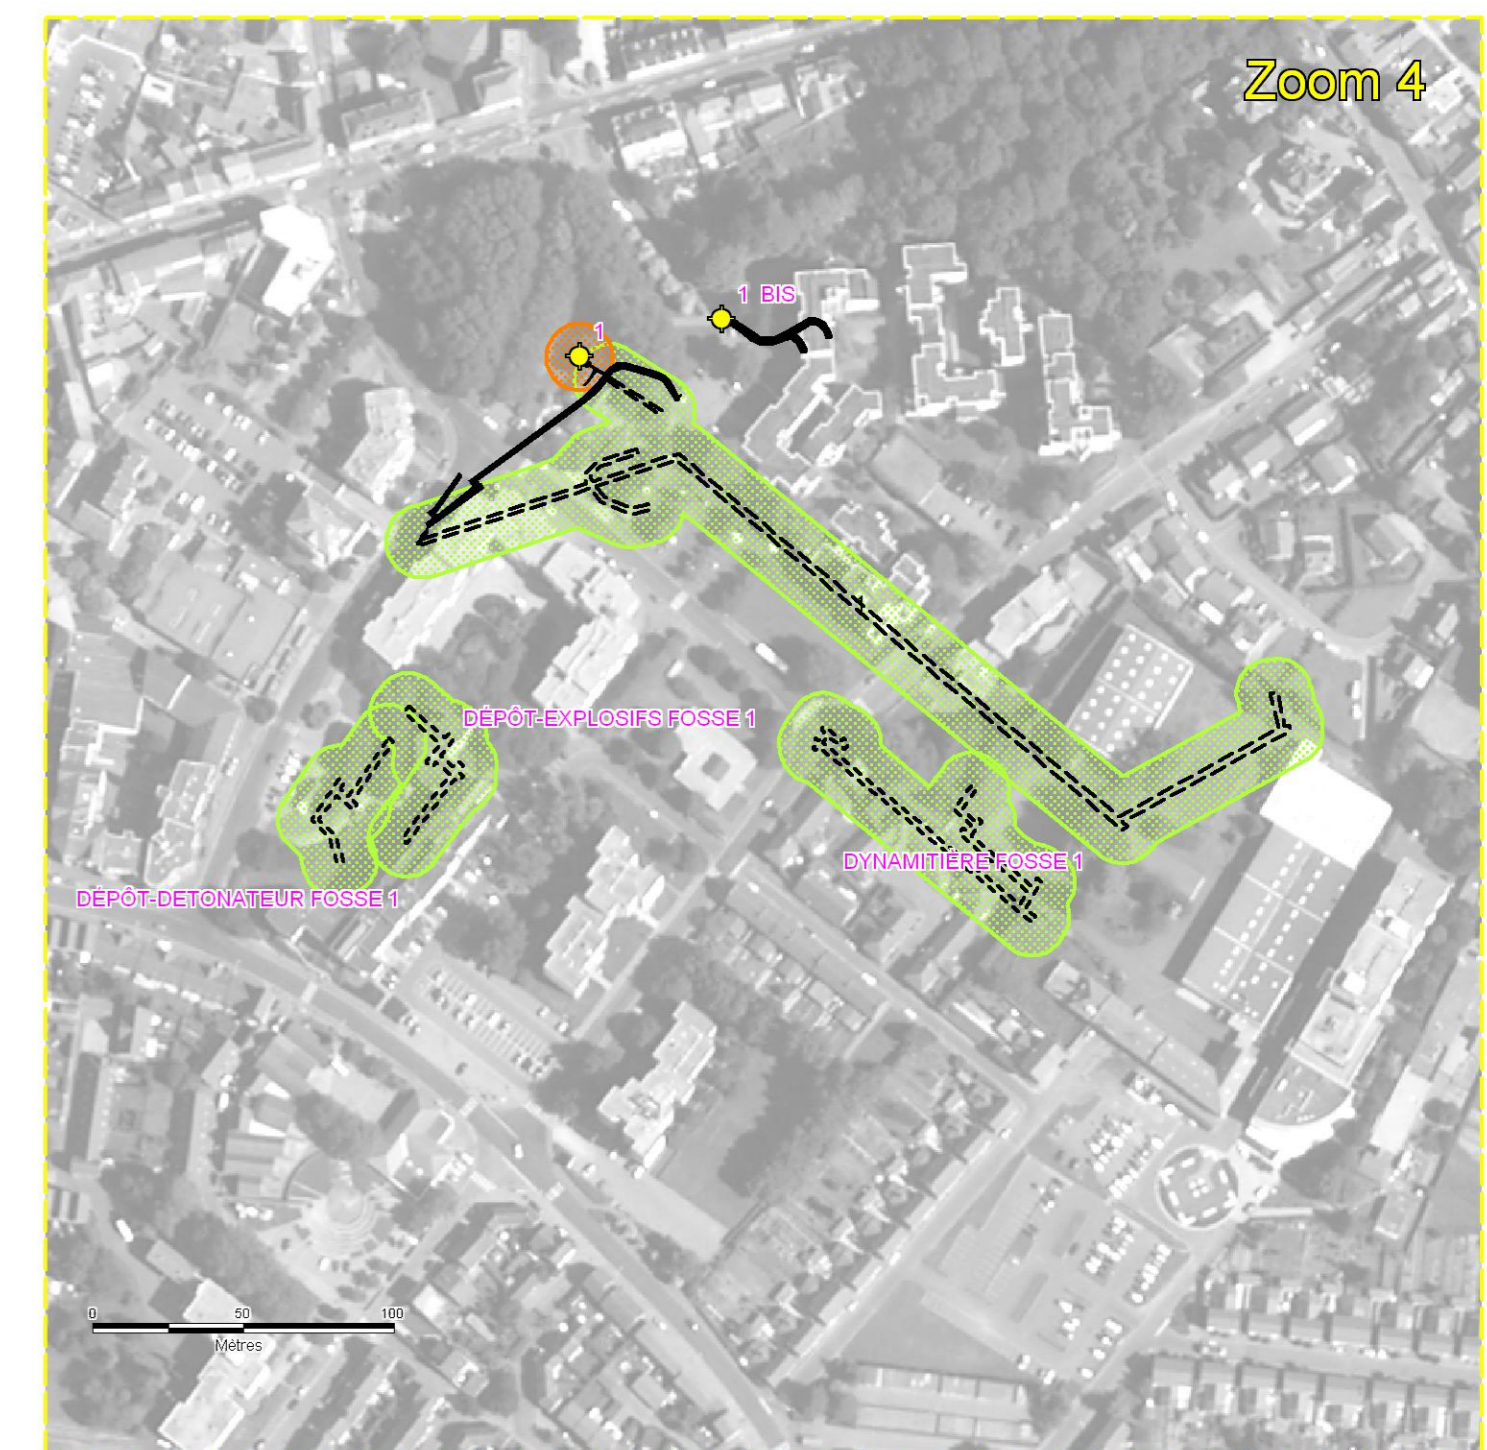 Zoom 4
1 BIS
1
DÉPÔT-EXPLOSIFS FOSSE 1
DYNAMITIÈRE FOSSE 1
DÉPÔT-DETONATEUR FOSSE 1
0 50 100
Mètres